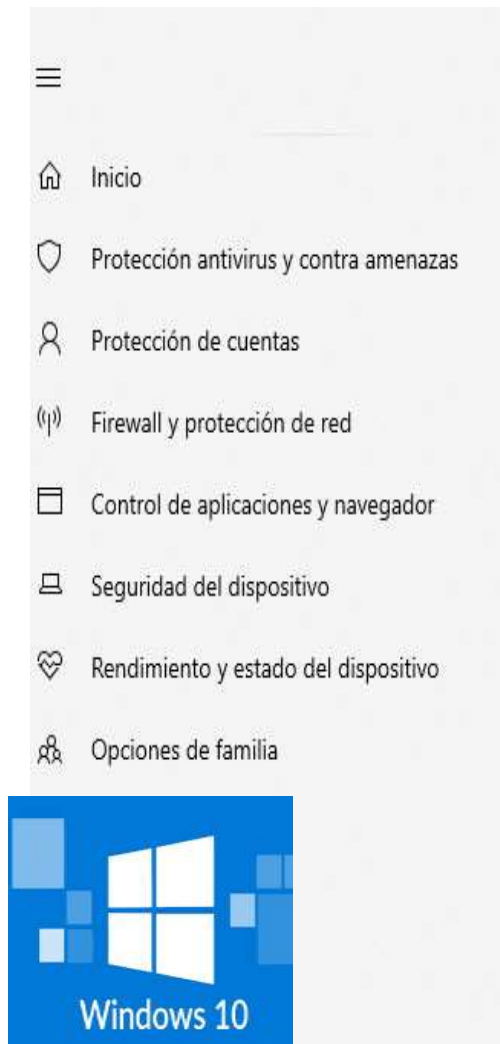 Inicio
Protección antivirus y contra amenazas
Protección de cuentas
Firewall y protección de red
Control de aplicaciones y navegador
Seguridad del dispositivo
Rendimiento y estado del dispositivo
Opciones de familia
Windows 10